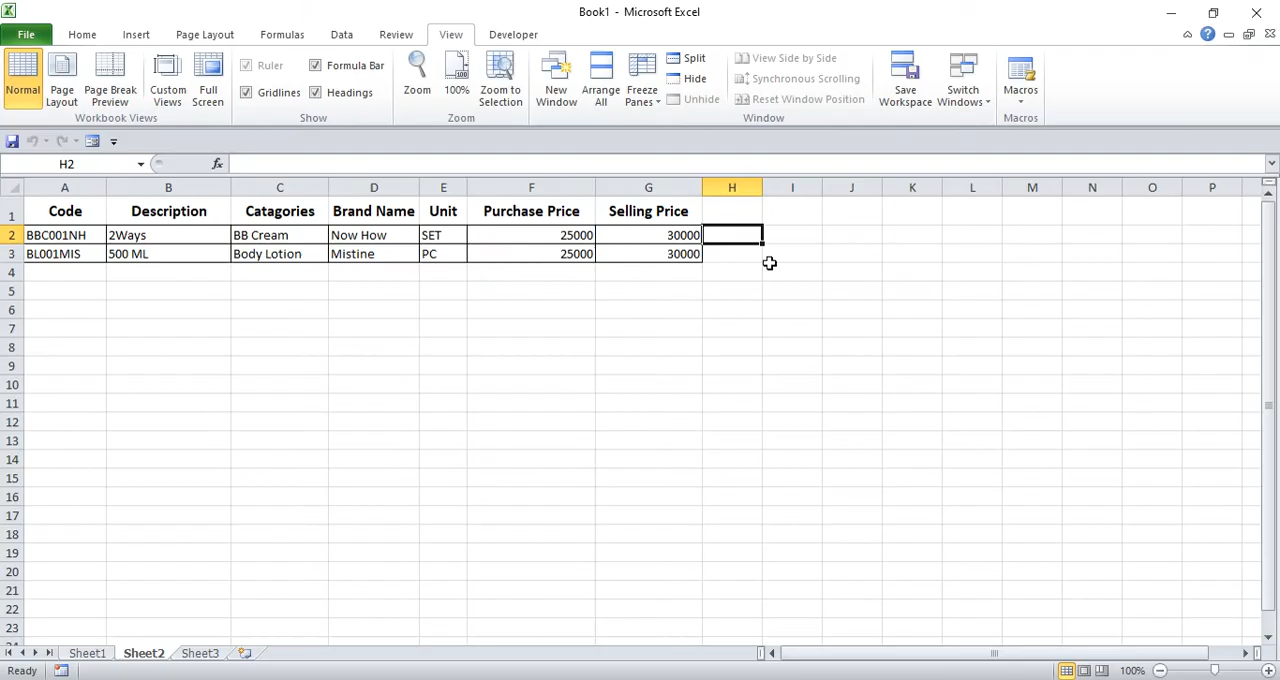 Book1 - Microsoft Excel
File Home Insert Page Layout Formulas Data Review View Developer
Normal Page Layout Page Break Preview Custom Views Full Screen
Workbook Views
Ruler Formula Bar
Gridlines Headings
Show
Zoom 100% Zoom to Selection
Zoom
New Window Arrange All Freeze Panes
Split
Hide
Unhide
View Side by Side
Synchronous Scrolling
Reset Window Position
Window
Save Workspace Switch Windows
Macros
Macros
H2 fx
A B C D E F G H I J K L M N O P
1 Code Description Catagories Brand Name Unit Purchase Price Selling Price
2 BBC001NH 2Ways BB Cream Now How SET 25000 30000
3 BL001MIS 500 ML Body Lotion Mistine PC 25000 30000
4
5
6
7
8
9
10
11
12
13
14
15
16
17
18
19
20
21
22
23
Sheet1 Sheet2 Sheet3
Ready 100%